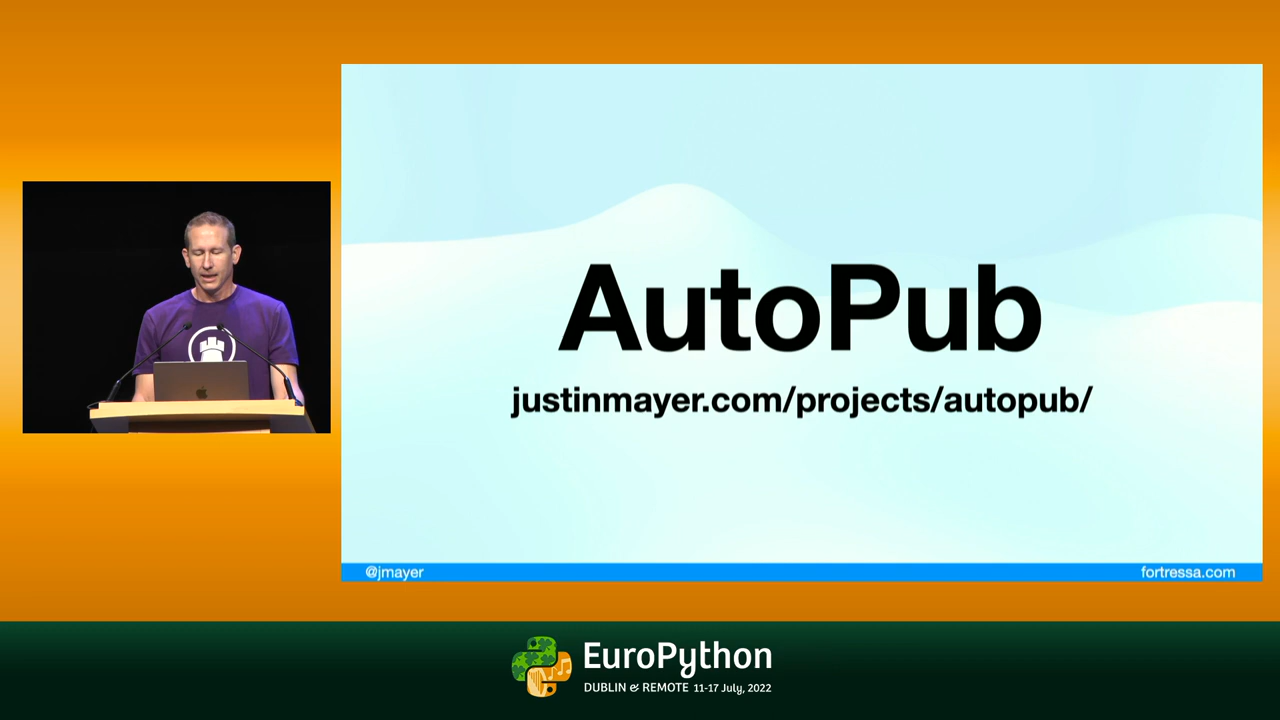 AutoPub
justinmayer.com/projects/autopub/
@jmayer
fortressa.com
EuroPython
DUBLIN & REMOTE 11-17 July, 2022